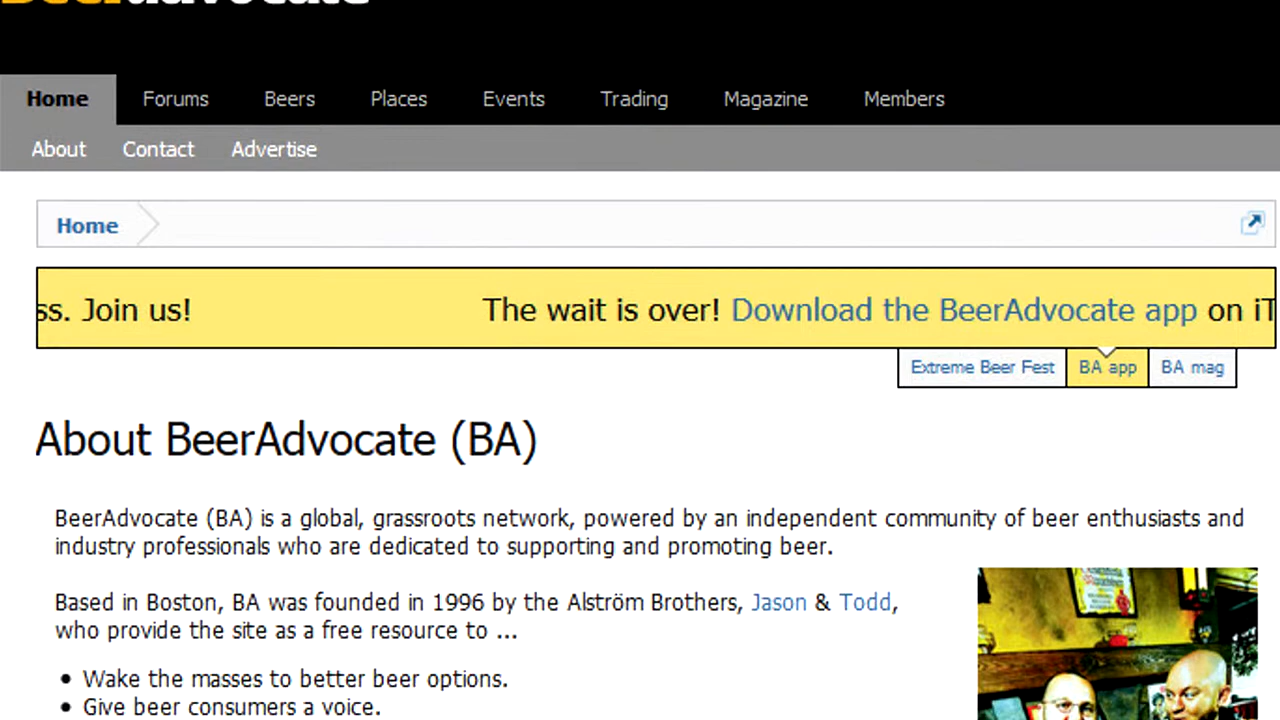 Beeradvocate
Home Forums Beers Places Events Trading Magazine Members
About Contact Advertise
Home
ss. Join us! The wait is over! Download the BeerAdvocate app on iT
Extreme Beer Fest BA app BA mag
About BeerAdvocate (BA)
BeerAdvocate (BA) is a global, grassroots network, powered by an independent community of beer enthusiasts and
industry professionals who are dedicated to supporting and promoting beer.
Based in Boston, BA was founded in 1996 by the Alström Brothers, Jason & Todd,
who provide the site as a free resource to ...
• Wake the masses to better beer options.
• Give beer consumers a voice.